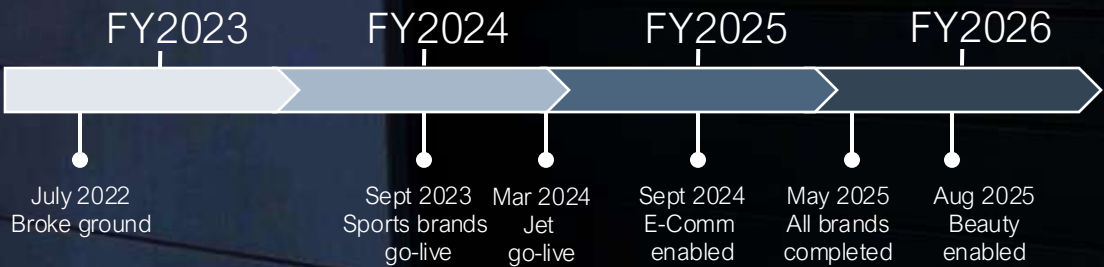 FY2023 FY2024 FY2025 FY2026
July 2022
Broke ground
Sept 2023
Sports brands
go-live
Mar 2024
Jet
go-live
Sept 2024
E-Comm
enabled
May 2025
All brands
completed
Aug 2025
Beauty
enabled